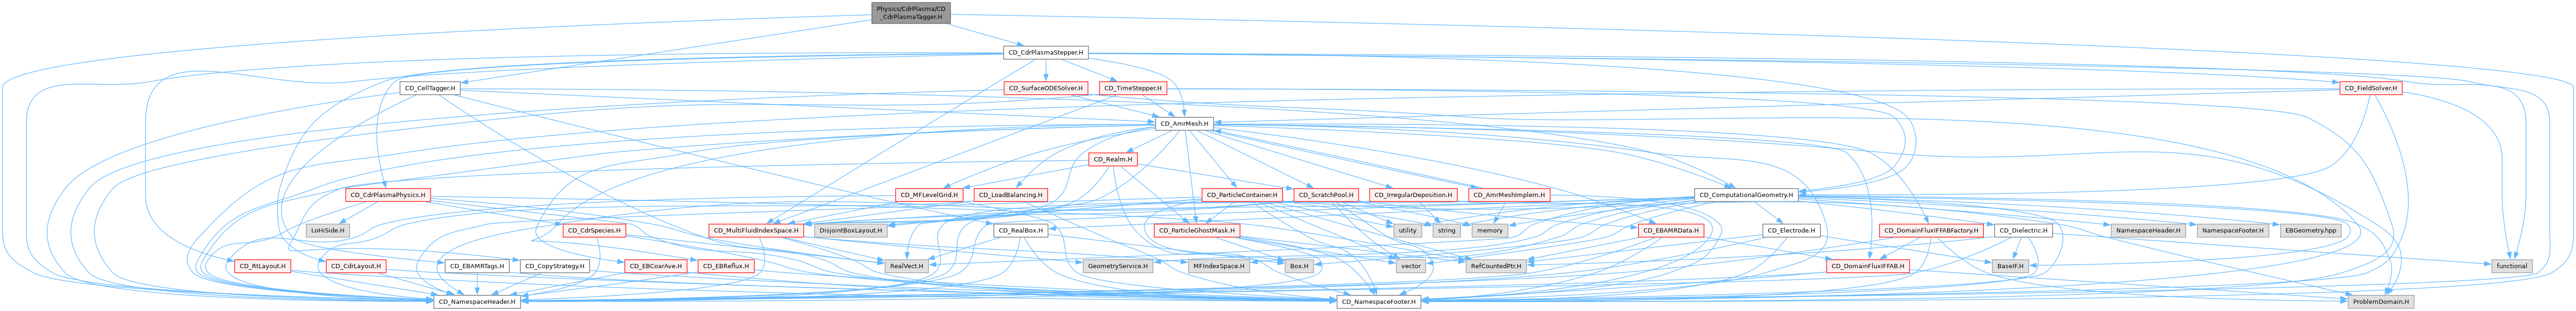 Physics/CdrPlasma/CD
_CdrPlasmaTagger.H
CD_CdrPlasmaStepper.H
CD_CellTagger.H
CD_SurfaceODESolver.H
CD_TimeStepper.H
CD_FieldSolver.H
CD_AmrMesh.H
CD_Realm.H
CD_CdrPlasmaPhysics.H
CD_MFLevelGrid.H
CD_LoadBalancing.H
CD_ParticleContainer.H
CD_ScratchPool.H
CD_IrregularDeposition.H
CD_AmrMeshImplem.H
CD_ComputationalGeometry.H
LoHiSide.H
CD_CdrSpecies.H
CD_MultiFluidIndexSpace.H
DisjointBoxLayout.H
CD_RealBox.H
CD_ParticleGhostMask.H
utility
string
memory
CD_EBAMRData.H
CD_Electrode.H
CD_DomainFluxIFFABFactory.H
CD_Dielectric.H
NamespaceHeader.H
NamespaceFooter.H
EBGeometry.hpp
CD_RtLayout.H
CD_CdrLayout.H
CD_EBAMRTags.H
CD_CopyStrategy.H
CD_EBCoarAve.H
CD_EBReflux.H
RealVect.H
GeometryService.H
MFIndexSpace.H
Box.H
vector
RefCountedPtr.H
CD_DomainFluxIFFAB.H
BaseIF.H
functional
CD_NamespaceHeader.H
CD_NamespaceFooter.H
ProblemDomain.H